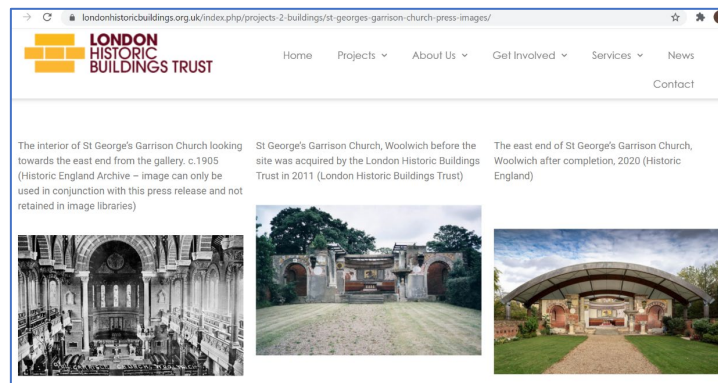 londonhistoricbuildings.org.uk/index.php/projects-2-buildings/st-georges-garrison-church-press-images/
LONDON
HISTORIC
BUILDINGS TRUST
Home Projects About Us Get Involved Services News
Contact
The interior of St George's Garrison Church looking
towards the east end from the gallery. c.1905
(Historic England Archive – image can only be
used in conjunction with this press release and not
retained in image libraries)
St George's Garrison Church, Woolwich before the
site was acquired by the London Historic Buildings
Trust in 2011 (London Historic Buildings Trust)
The east end of St George's Garrison Church,
Woolwich after completion, 2020 (Historic
England)